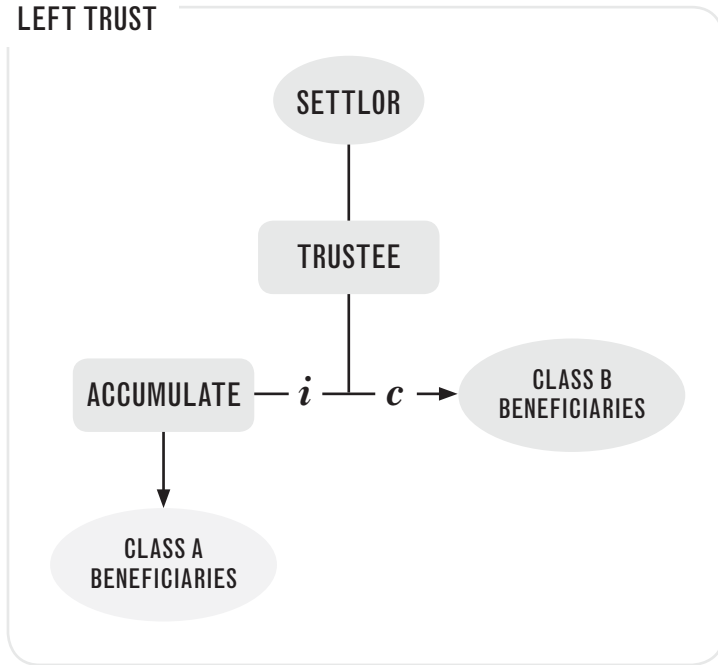 LEFT TRUST
SETTLOR
TRUSTEE
ACCUMULATE
i
c
CLASS B
BENEFICIARIES
CLASS A
BENEFICIARIES